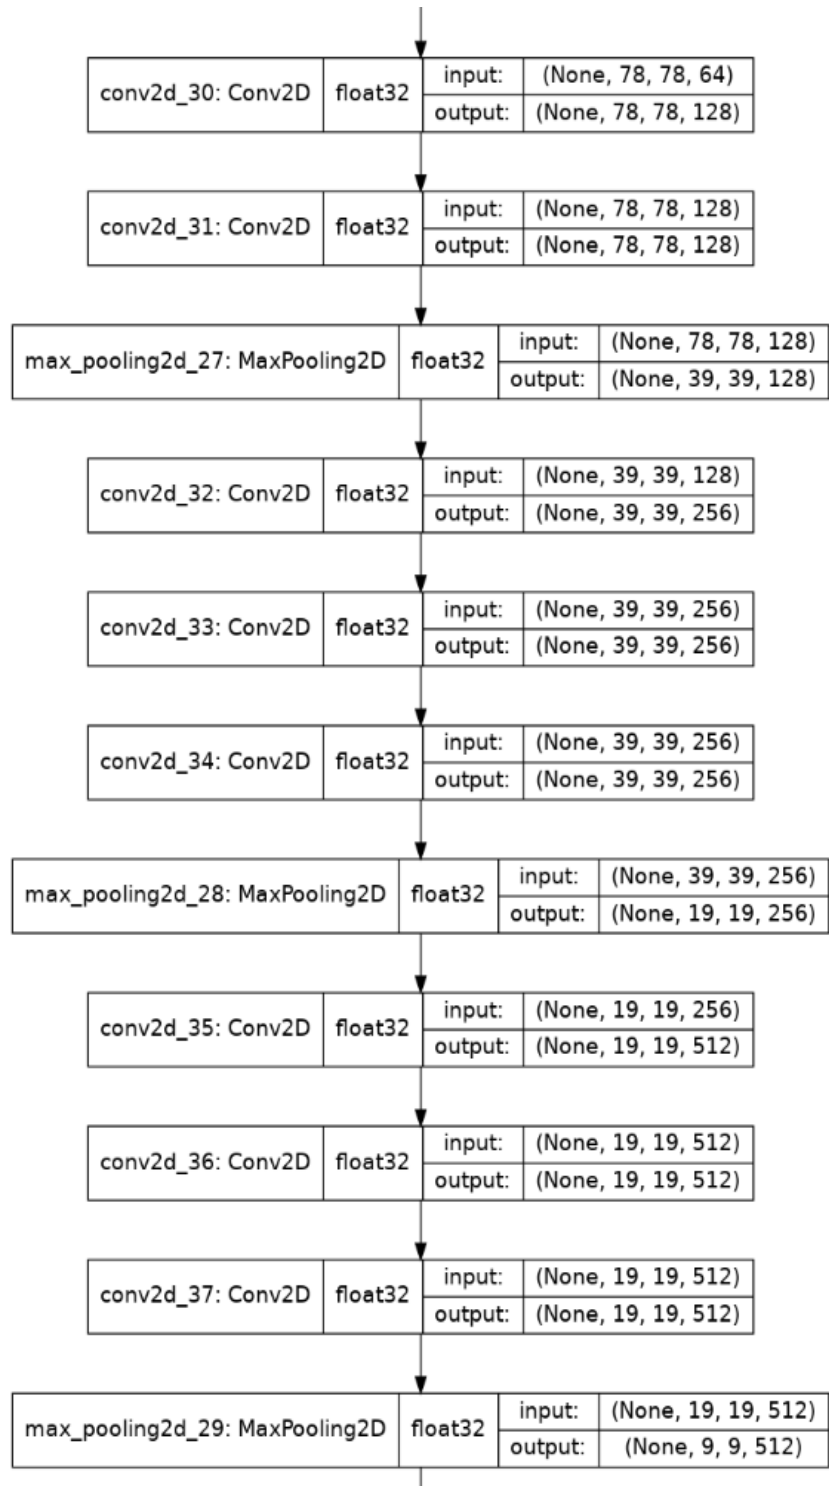 conv2d_30: Conv2D float32 input: (None, 78, 78, 64)
output: (None, 78, 78, 128)
conv2d_31: Conv2D float32 input: (None, 78, 78, 128)
output: (None, 78, 78, 128)
max_pooling2d_27: MaxPooling2D float32 input: (None, 78, 78, 128)
output: (None, 39, 39, 128)
conv2d_32: Conv2D float32 input: (None, 39, 39, 128)
output: (None, 39, 39, 256)
conv2d_33: Conv2D float32 input: (None, 39, 39, 256)
output: (None, 39, 39, 256)
conv2d_34: Conv2D float32 input: (None, 39, 39, 256)
output: (None, 39, 39, 256)
max_pooling2d_28: MaxPooling2D float32 input: (None, 39, 39, 256)
output: (None, 19, 19, 256)
conv2d_35: Conv2D float32 input: (None, 19, 19, 256)
output: (None, 19, 19, 512)
conv2d_36: Conv2D float32 input: (None, 19, 19, 512)
output: (None, 19, 19, 512)
conv2d_37: Conv2D float32 input: (None, 19, 19, 512)
output: (None, 19, 19, 512)
max_pooling2d_29: MaxPooling2D float32 input: (None, 19, 19, 512)
output: (None, 9, 9, 512)